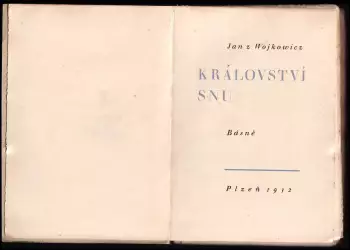 Jan z Wojkowicz
KRÁLOVSTVÍ
SNU
Básně
Plzeň 1912